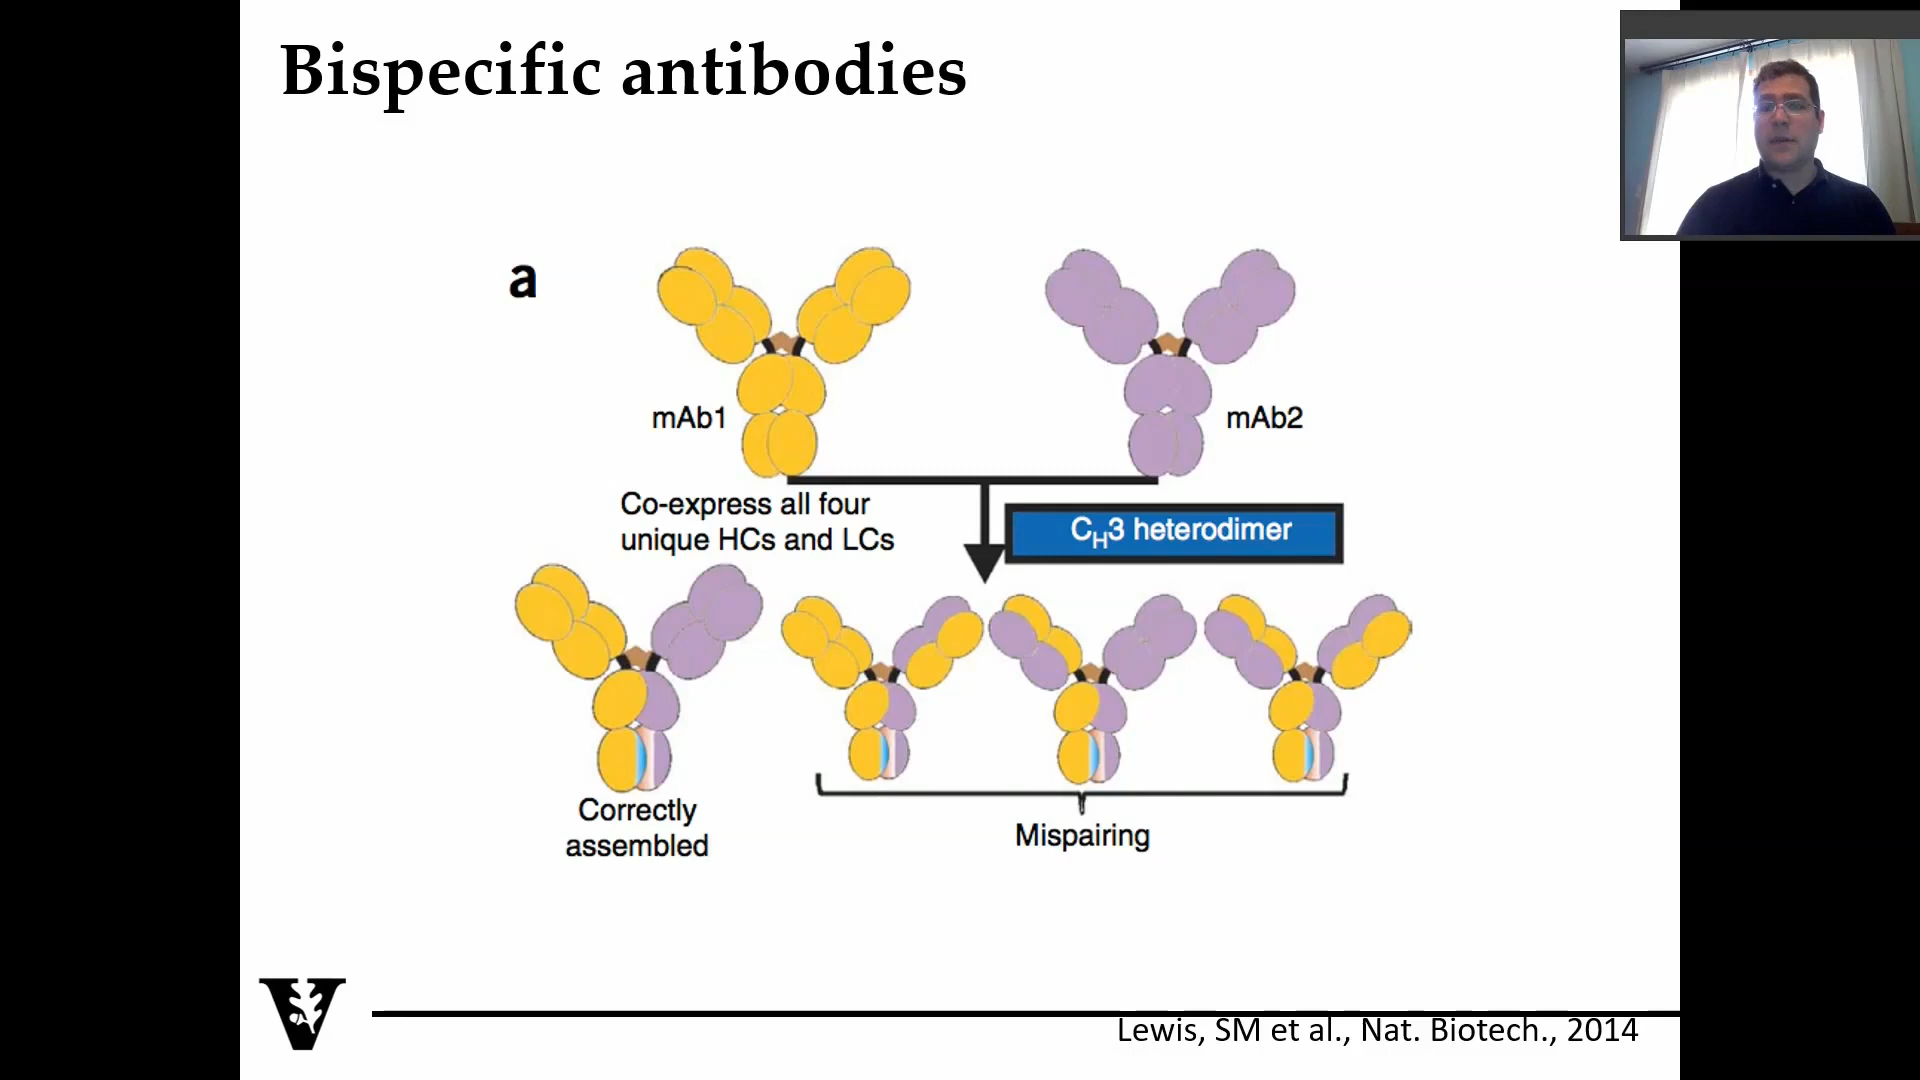 Bispecific antibodies
a
mAb1
mAb2
Co-express all four
unique HCs and LCs
CH3 heterodimer
Correctly
assembled
Mispairing
V
Lewis, SM et al., Nat. Biotech., 2014